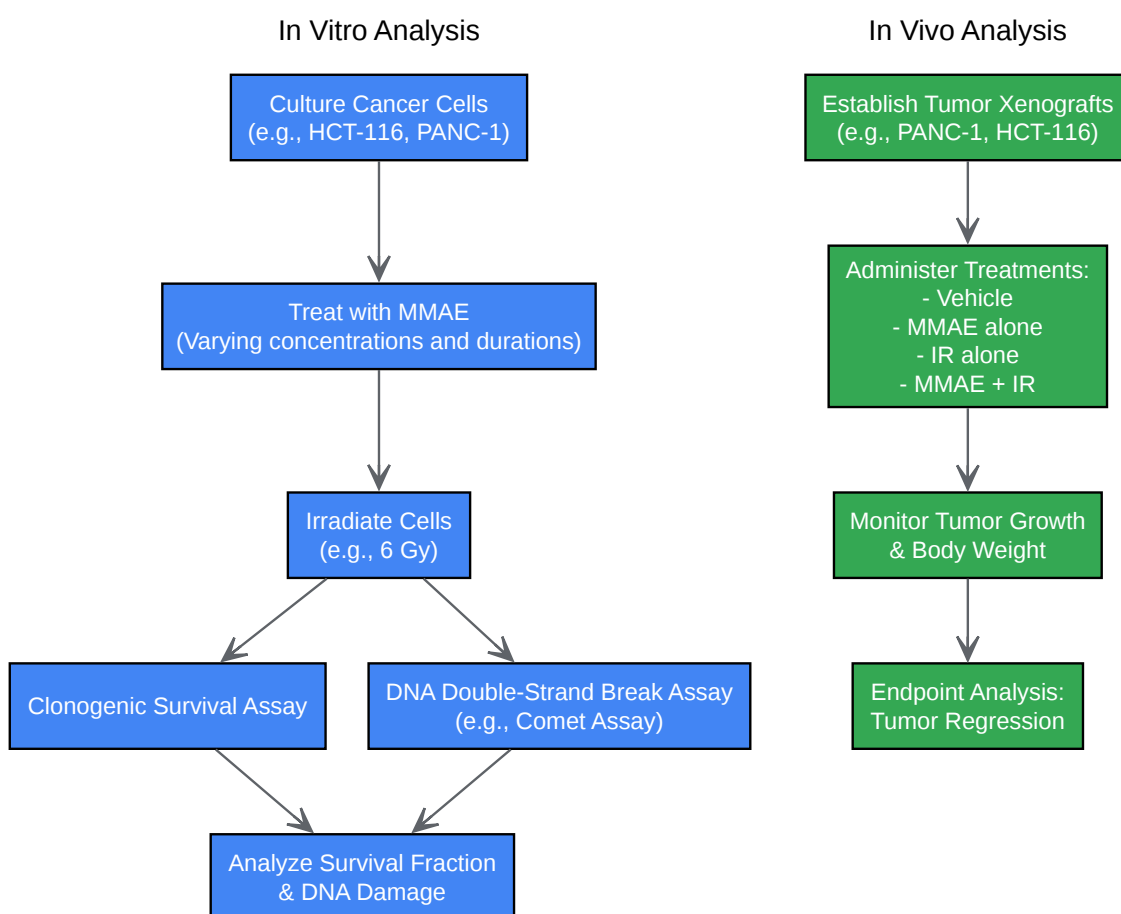 In Vitro Analysis
Culture Cancer Cells
(e.g., HCT-116, PANC-1)
Treat with MMAE
(Varying concentrations and durations)
Irradiate Cells
(e.g., 6 Gy)
Clonogenic Survival Assay
DNA Double-Strand Break Assay
(e.g., Comet Assay)
Analyze Survival Fraction
& DNA Damage
In Vivo Analysis
Establish Tumor Xenografts
(e.g., PANC-1, HCT-116)
Administer Treatments:
- Vehicle
- MMAE alone
- IR alone
- MMAE + IR
Monitor Tumor Growth
& Body Weight
Endpoint Analysis:
Tumor Regression